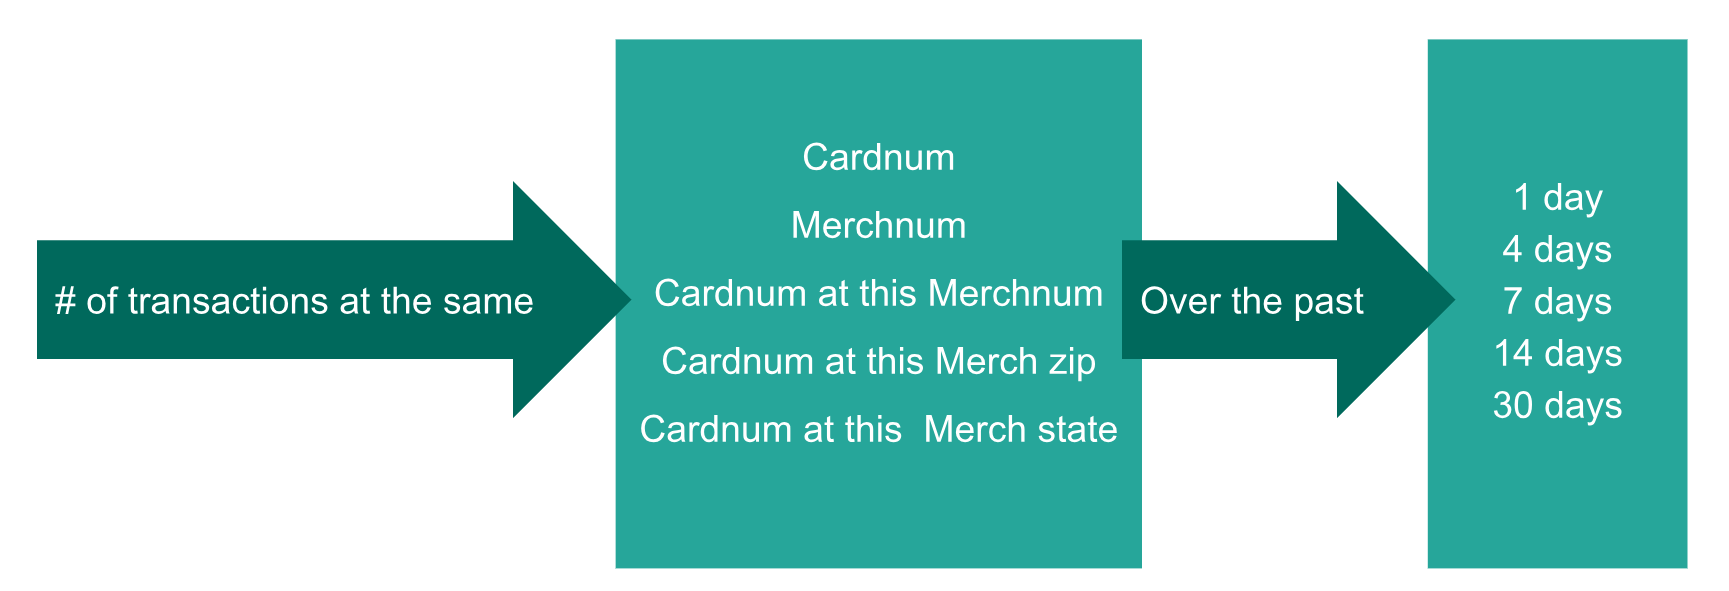 # of transactions at the same
Cardnum
Merchnum
Cardnum at this Merchnum
Cardnum at this Merch zip
Cardnum at this  Merch state
Over the past
1 day
4 days
7 days
14 days
30 days